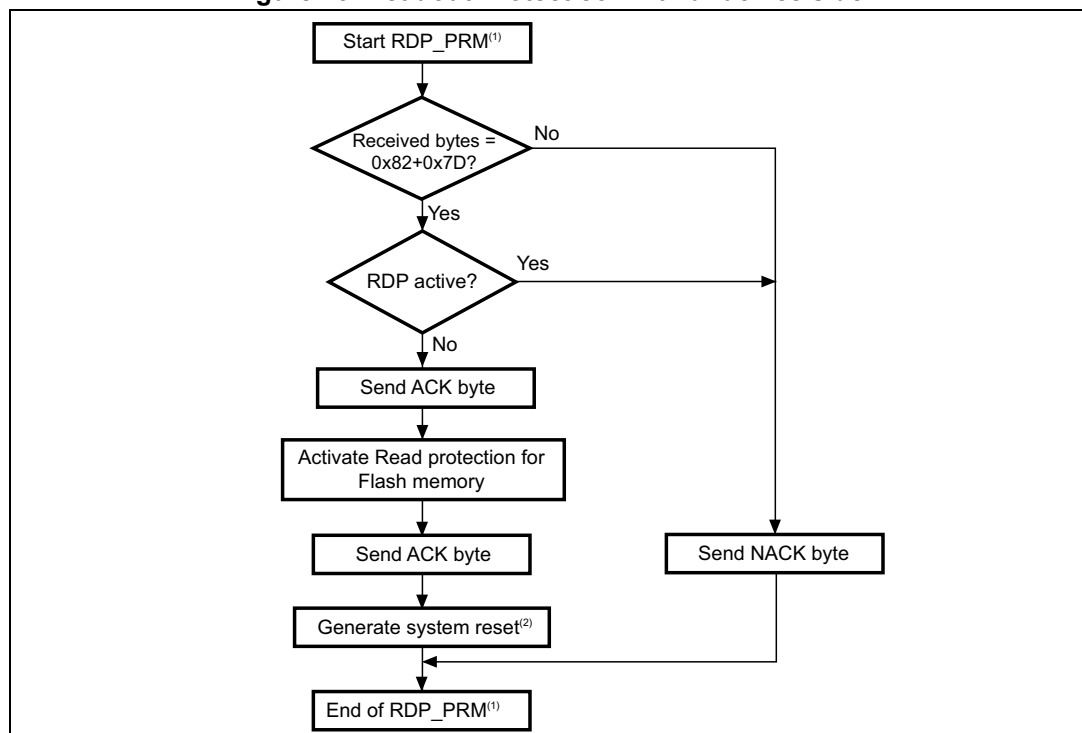 Start RDP_PRM(1)
Received bytes =
0x82+0x7D?
No
Yes
RDP active?
Yes
No
Send ACK byte
Activate Read protection for
Flash memory
Send ACK byte
Send NACK byte
Generate system reset(2)
End of RDP_PRM(1)